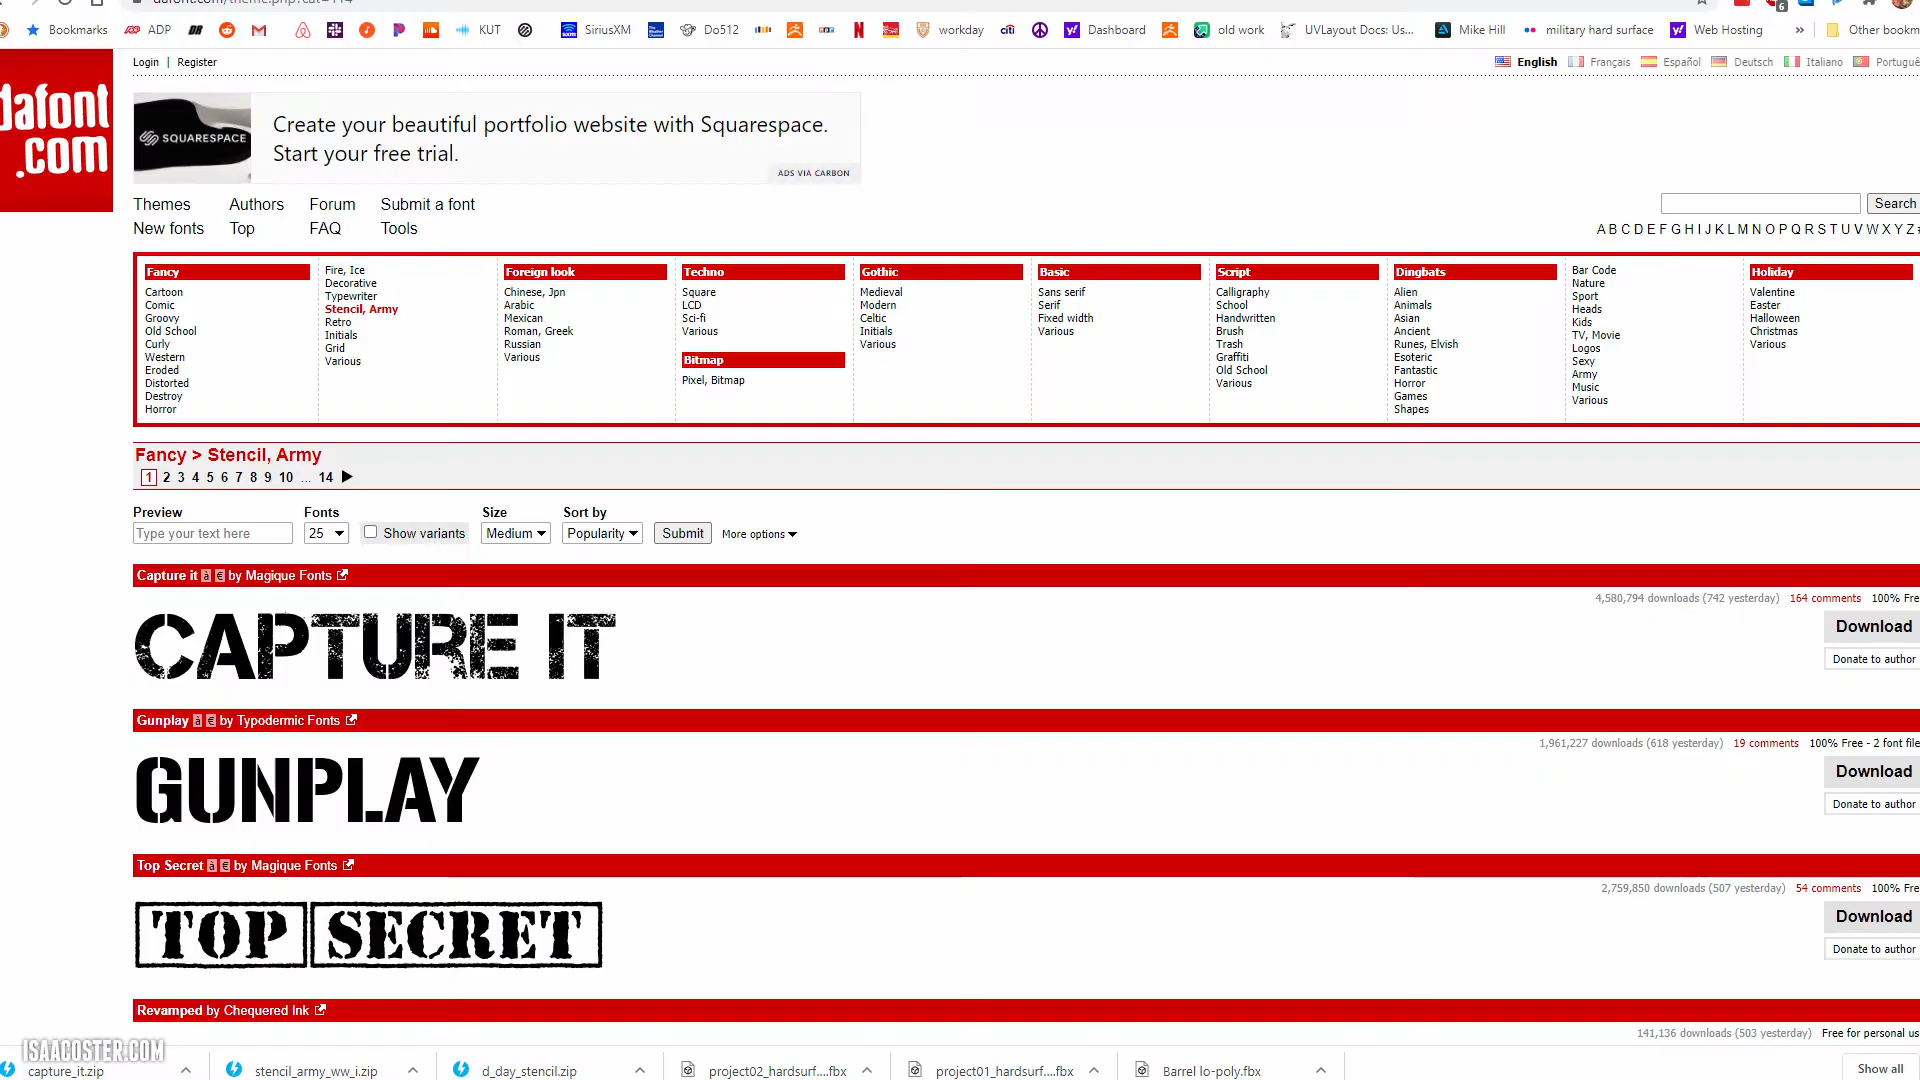 Bookmarks
ADP
KUT
SiriusXM
Do512
workday
citi
Dashboard
old work
UVLayout Docs: Us...
Mike Hill
military hard surface
Web Hosting
»
Other bookm
6
Login | Register
English Français Español Deutsch Italiano Portuguê
dafont
.com
SQUARESPACE
Create your beautiful portfolio website with Squarespace.
Start your free trial.
ADS VIA CARBON
Themes Authors Forum Submit a font
New fonts Top FAQ Tools
Search
A B C D E F G H I J K L M N O P Q R S T U V W X Y Z #
Fancy
Cartoon
Comic
Groovy
Old School
Curly
Western
Eroded
Distorted
Destroy
Horror
Fire, Ice
Decorative
Typewriter
Stencil, Army
Retro
Initials
Grid
Various
Foreign look
Chinese, Jpn
Arabic
Mexican
Roman, Greek
Russian
Various
Techno
Square
LCD
Sci-fi
Various
Bitmap
Pixel, Bitmap
Gothic
Medieval
Modern
Celtic
Initials
Various
Basic
Sans serif
Serif
Fixed width
Various
Script
Calligraphy
School
Handwritten
Brush
Trash
Graffiti
Old School
Various
Dingbats
Alien
Animals
Asian
Ancient
Runes, Elvish
Esoteric
Fantastic
Horror
Games
Shapes
Bar Code
Nature
Sport
Heads
Kids
TV, Movie
Logos
Sexy
Army
Music
Various
Holiday
Valentine
Easter
Halloween
Christmas
Various
Fancy > Stencil, Army
1 2 3 4 5 6 7 8 9 10 ... 14
Preview Fonts Size Sort by
Type your text here 25 Show variants Medium Popularity Submit More options
Capture it à € by Magique Fonts
4,580,794 downloads (742 yesterday) 164 comments 100% Fre
CAPTURE IT
Download
Donate to author
Gunplay à € by Typodermic Fonts
1,961,227 downloads (618 yesterday) 19 comments 100% Free - 2 font file
GUNPLAY
Download
Donate to author
Top Secret à € by Magique Fonts
2,759,850 downloads (507 yesterday) 54 comments 100% Fre
TOP SECRET
Download
Donate to author
Revamped by Chequered Ink
141,136 downloads (503 yesterday) Free for personal us
ISAACOSTER.COM
capture_it.zip
stencil_army_ww_i.zip
d_day_stencil.zip
project02_hardsurf....fbx
project01_hardsurf....fbx
Barrel lo-poly.fbx
Show all